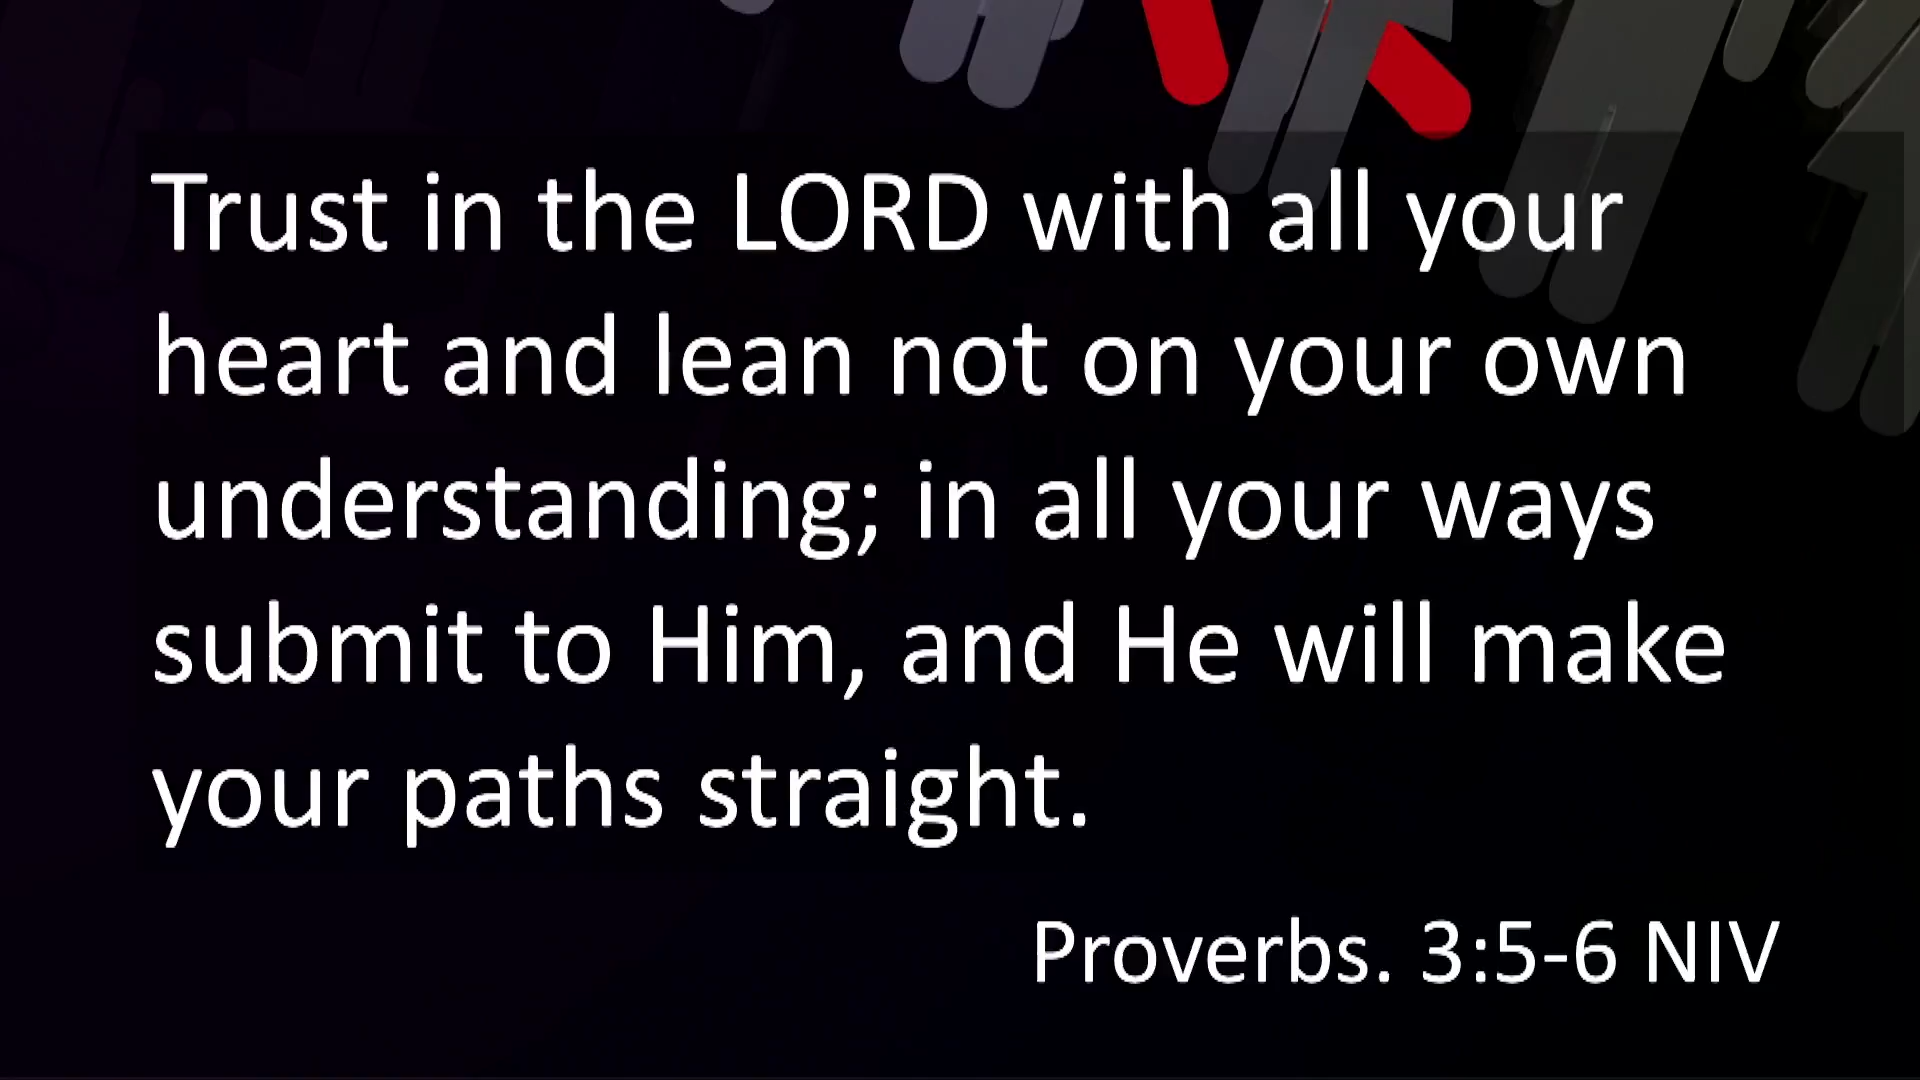 Trust in the LORD with all your
heart and lean not on your own
understanding; in all your ways
submit to Him, and He will make
your paths straight.
Proverbs. 3:5-6 NIV